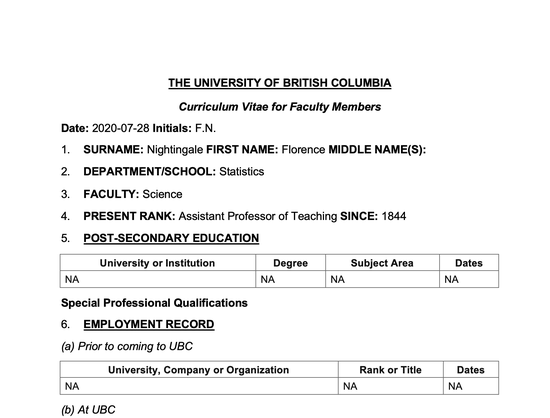 THE UNIVERSITY OF BRITISH COLUMBIA
Curriculum Vitae for Faculty Members
Date: 2020-07-28 Initials: F.N.
1. SURNAME: Nightingale FIRST NAME: Florence MIDDLE NAME(S):
2. DEPARTMENT/SCHOOL: Statistics
3. FACULTY: Science
4. PRESENT RANK: Assistant Professor of Teaching SINCE: 1844
5. POST-SECONDARY EDUCATION
University or Institution Degree Subject Area Dates
NA NA NA NA
Special Professional Qualifications
6. EMPLOYMENT RECORD
(a) Prior to coming to UBC
University, Company or Organization Rank or Title Dates
NA NA NA
(b) At UBC